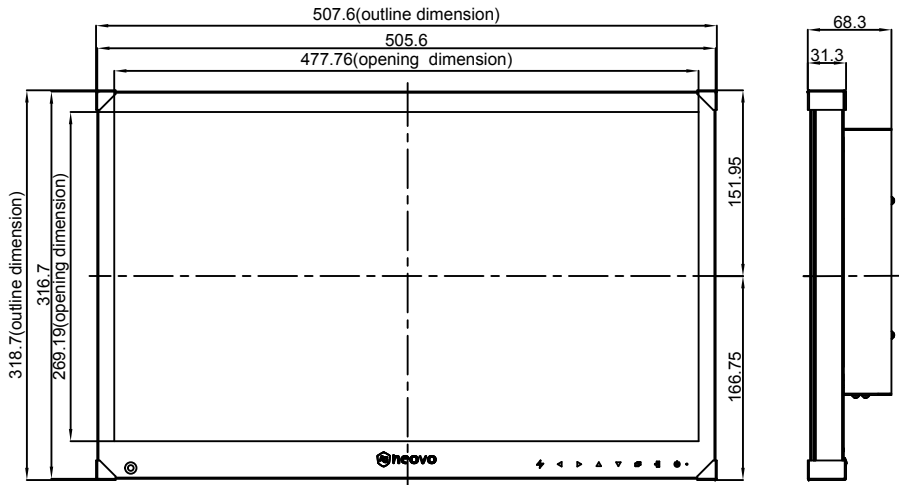 507.6(outline dimension)
505.6
477.76(opening dimension)
68.3
31.3
318.7(outline dimension)
316.7
269.19(opening dimension)
151.95
166.75
neovo